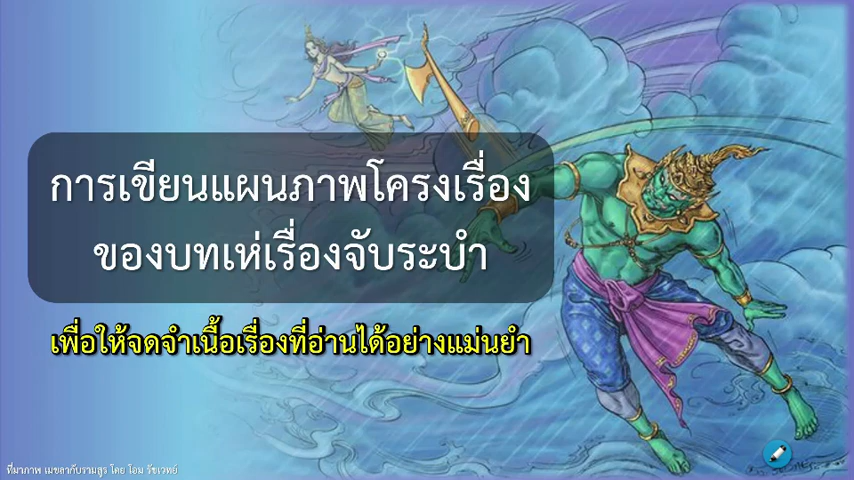 การเขียนแผนภาพโครงเรื่อง
ของบทเห่เรื่องจับระบำ
เพื่อให้จดจำเนื้อเรื่องที่อ่านได้อย่างแม่นยำ
ที่มาภาพ เมขลากับรามสูร โดย โอม รัชเวทย์